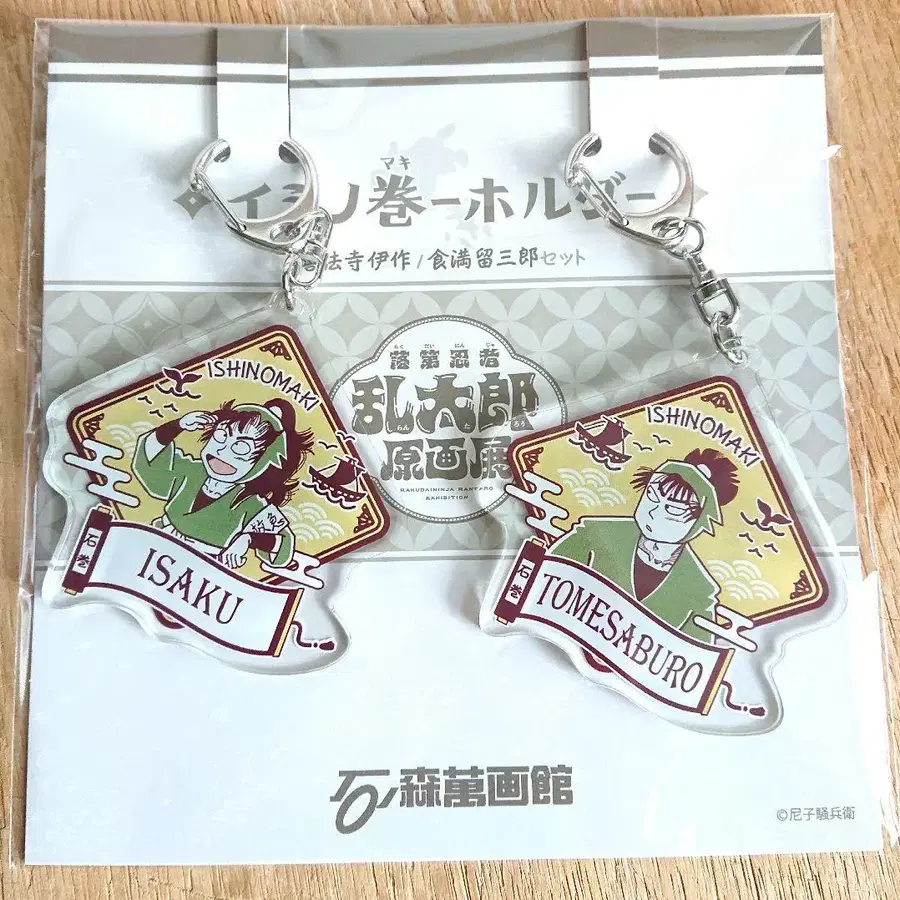 マキ
イシノ巻ーホルダー
法寺伊作/食満留三郎セット
らくだいにんじゃ
落第忍者
乱太郎
らんたろう
原画展
RAKUDAININJA RANTARO
EXHIBITION
ISHINOMAKI
石巻
ISAKU
ISHINOMAKI
石巻
TOMESABURO
石ノ森萬画館
©尼子騒兵衛